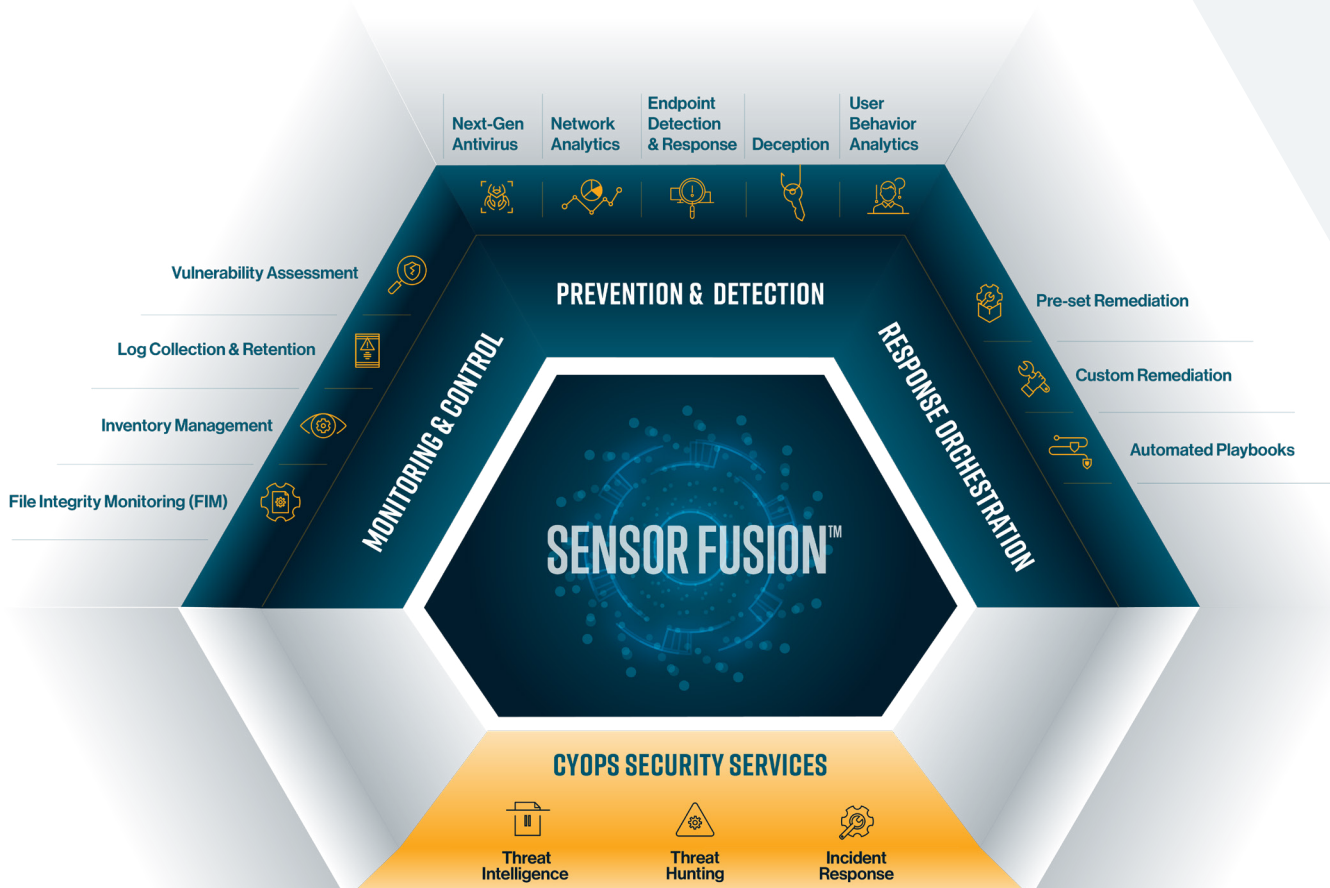 Next-Gen
Antivirus
Network
Analytics
Endpoint
Detection
& Response
Deception
User
Behavior
Analytics
PREVENTION & DETECTION
Vulnerability Assessment
Log Collection & Retention
Inventory Management
File Integrity Monitoring (FIM)
MONITORING & CONTROL
RESPONSE ORCHESTRATION
Pre-set Remediation
Custom Remediation
Automated Playbooks
SENSOR FUSION™
CYOPS SECURITY SERVICES
Threat
Intelligence
Threat
Hunting
Incident
Response